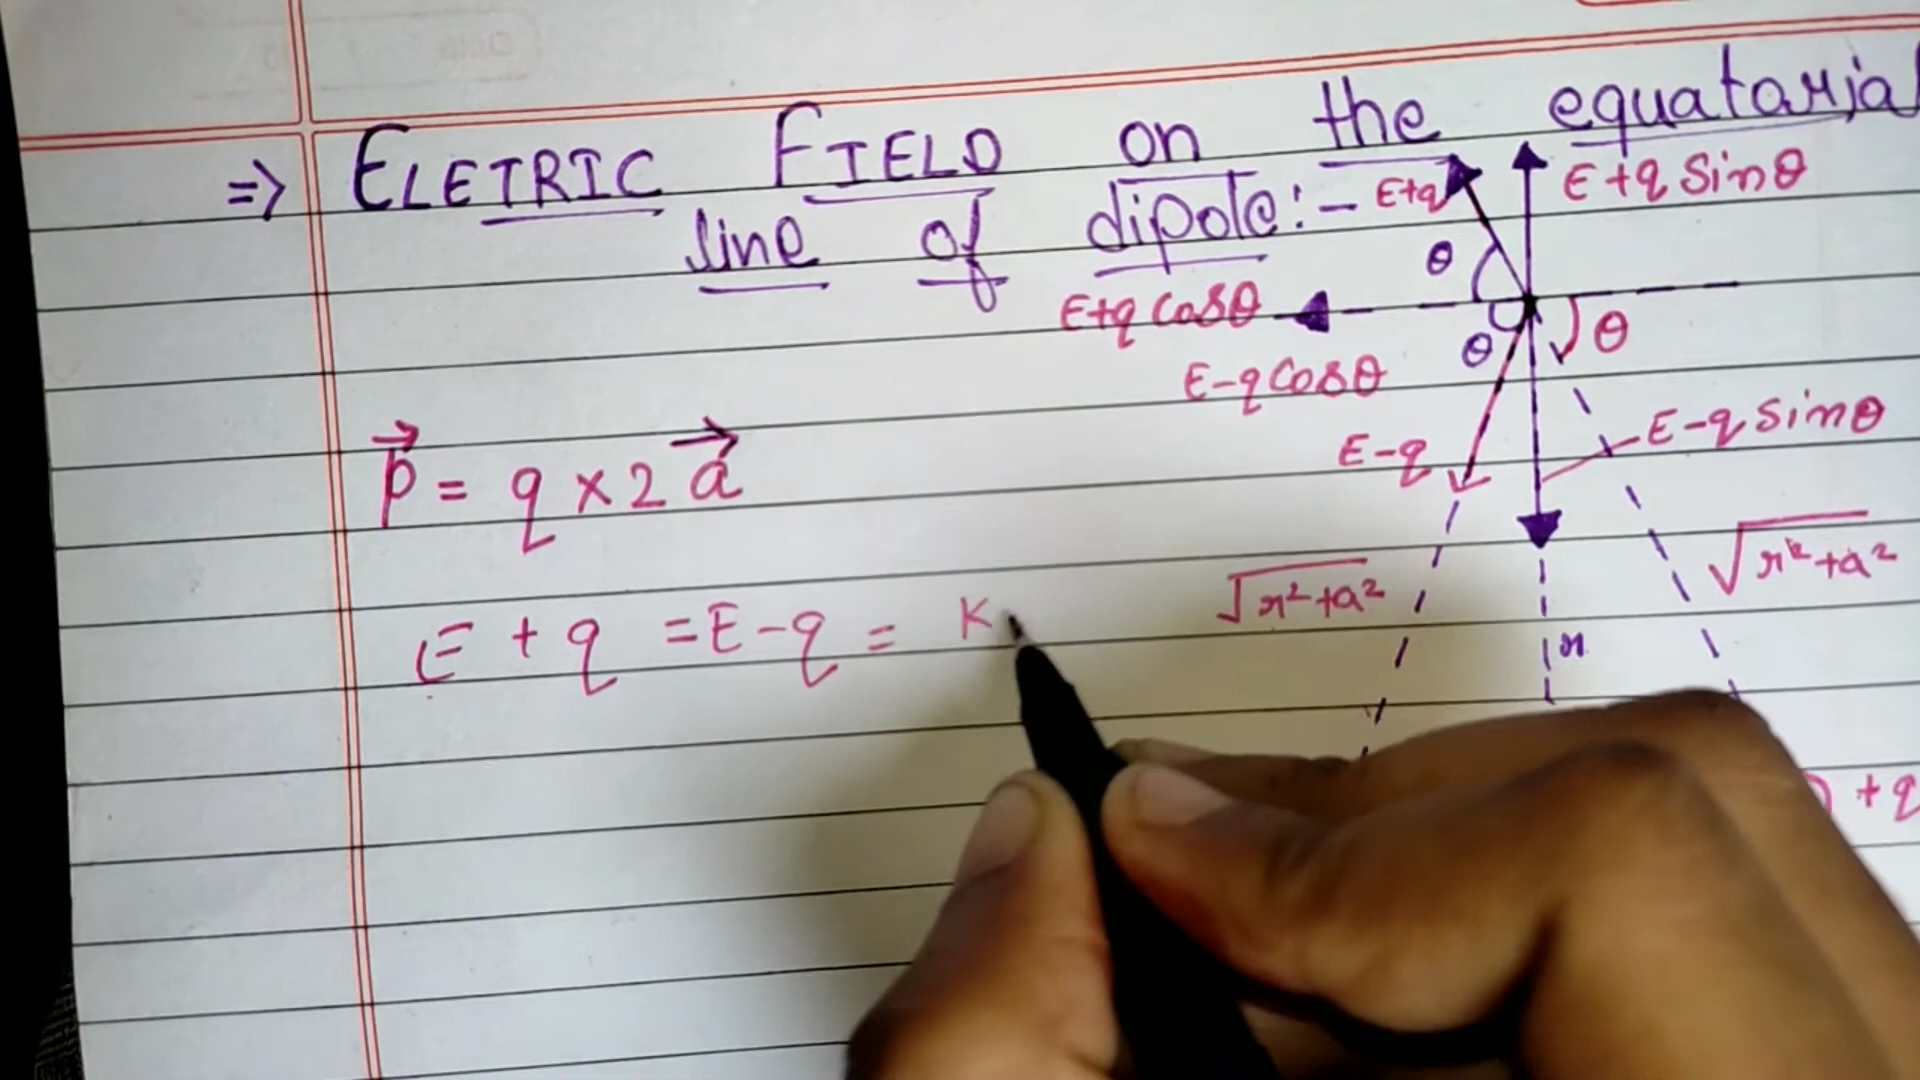 => ELETRIC FIELD on the equatarial
line of dipole:-
E+q
E+q Sinθ
θ
E+q Cosθ
θ
θ
E-q Cosθ
E-q
E-q Sinθ
p⃗ = q × 2 a⃗
√r²+a²
√r²+a²
E + q = E - q = K
r
+q